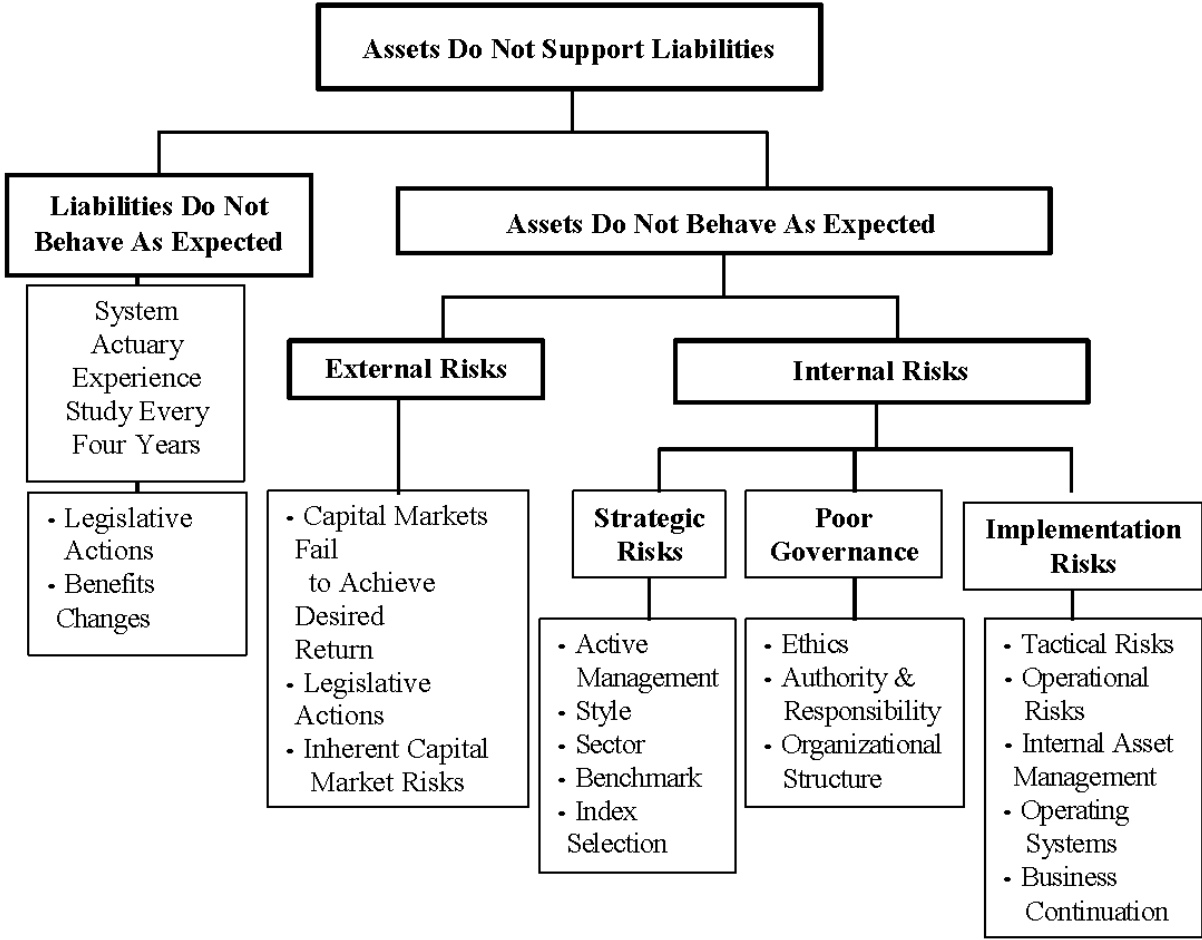 Assets Do Not Support Liabilities
Liabilities Do Not
Behave As Expected
Assets Do Not Behave As Expected
System
Actuary
Experience
Study Every
Four Years
• Legislative
Actions
• Benefits
Changes
External Risks
Internal Risks
• Capital Markets
Fail
to Achieve
Desired
Return
• Legislative
Actions
• Inherent Capital
Market Risks
Strategic
Risks
Poor
Governance
Implementation
Risks
• Active
Management
• Style
• Sector
• Benchmark
• Index
Selection
• Ethics
• Authority &
Responsibility
• Organizational
Structure
• Tactical Risks
• Operational
Risks
• Internal Asset
Management
• Operating
Systems
• Business
Continuation